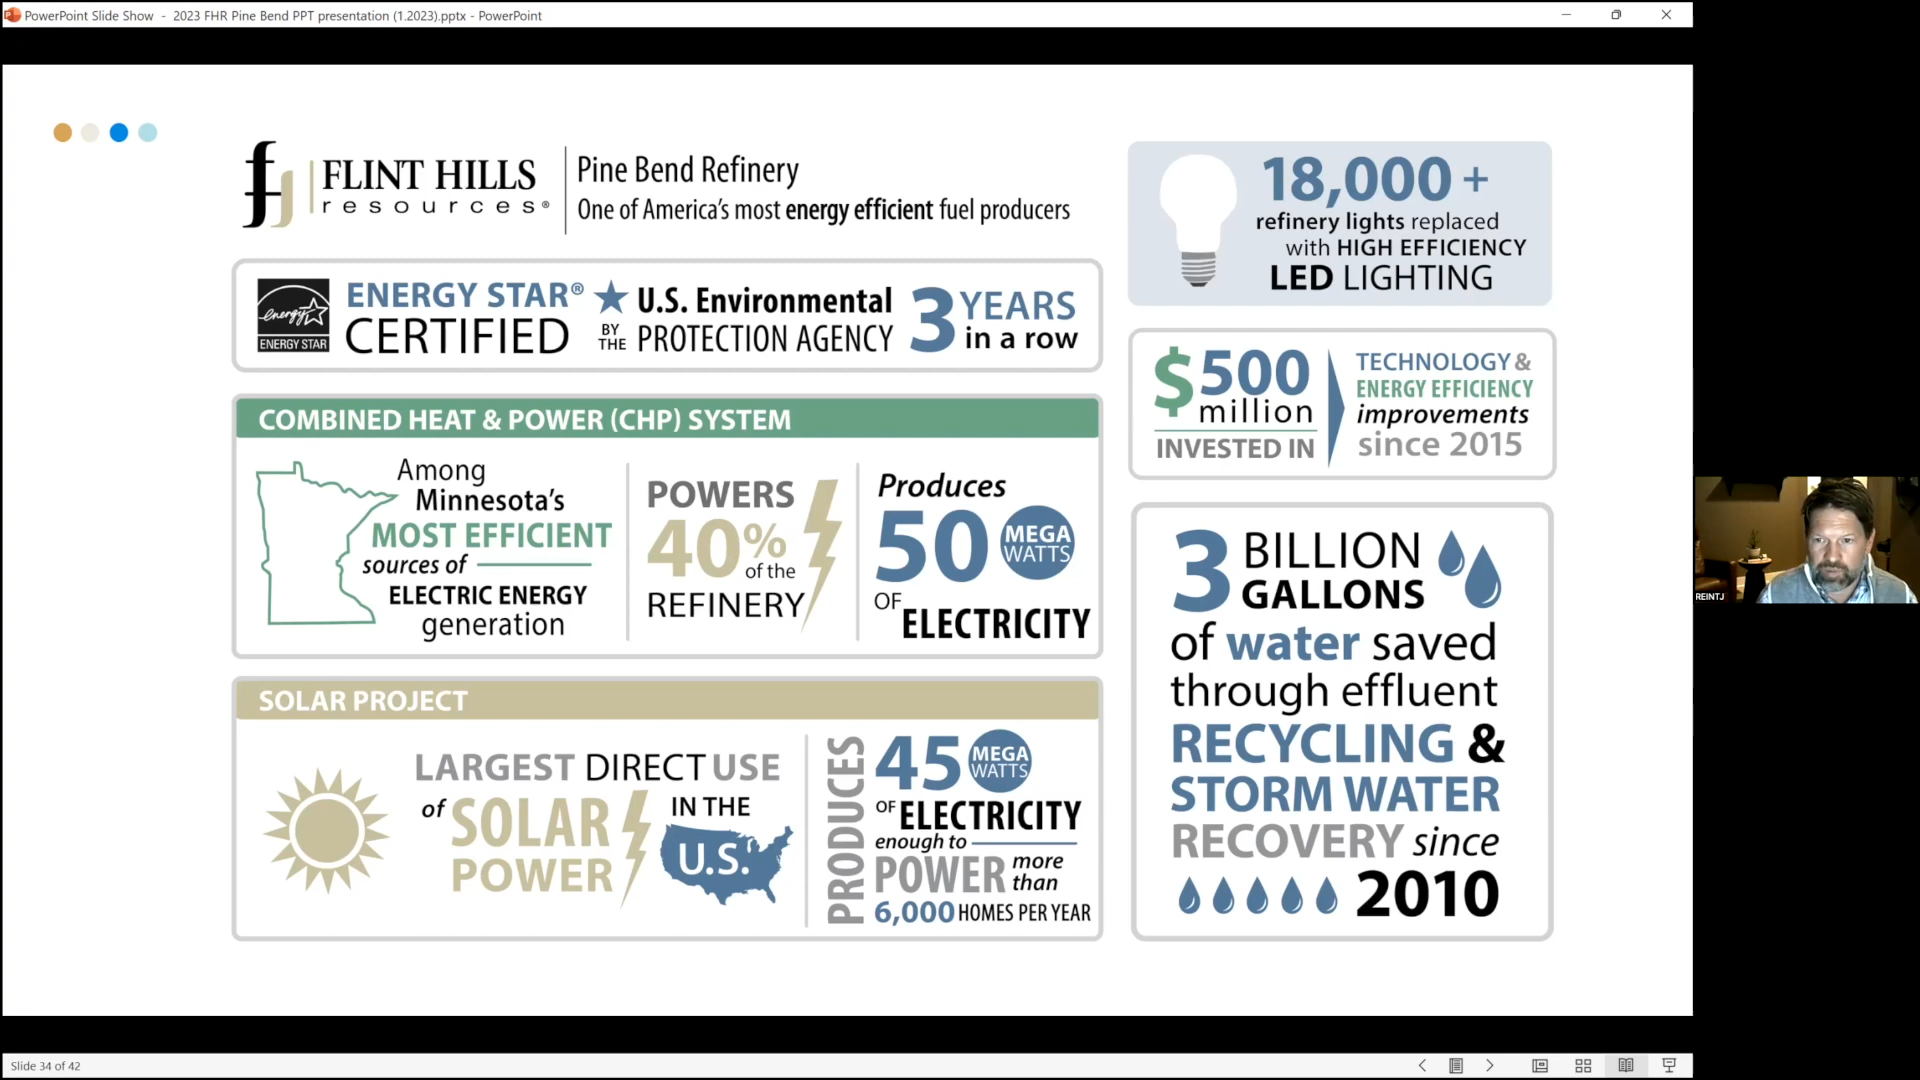 PowerPoint Slide Show - 2023 FHR Pine Bend PPT presentation (1.2023).pptx - PowerPoint
FLINT HILLS
resources®
Pine Bend Refinery
One of America's most energy efficient fuel producers
energy
ENERGY STAR
ENERGY STAR®
CERTIFIED
BY
THE
U.S. Environmental
PROTECTION AGENCY
3 YEARS
in a row
COMBINED HEAT & POWER (CHP) SYSTEM
Among
Minnesota's
MOST EFFICIENT
sources of
ELECTRIC ENERGY
generation
POWERS
40%
of the
REFINERY
Produces
50 MEGA
WATTS
OF
ELECTRICITY
SOLAR PROJECT
LARGEST DIRECT USE
of SOLAR
POWER
IN THE
U.S.
PRODUCES
45 MEGA
WATTS
OF ELECTRICITY
enough to
POWER more
than
6,000 HOMES PER YEAR
18,000+
refinery lights replaced
with HIGH EFFICIENCY
LED LIGHTING
$500
million
INVESTED IN
TECHNOLOGY &
ENERGY EFFICIENCY
improvements
since 2015
3 BILLION
GALLONS
of water saved
through effluent
RECYCLING &
STORM WATER
RECOVERY since
2010
REINTJ
Slide 34 of 42